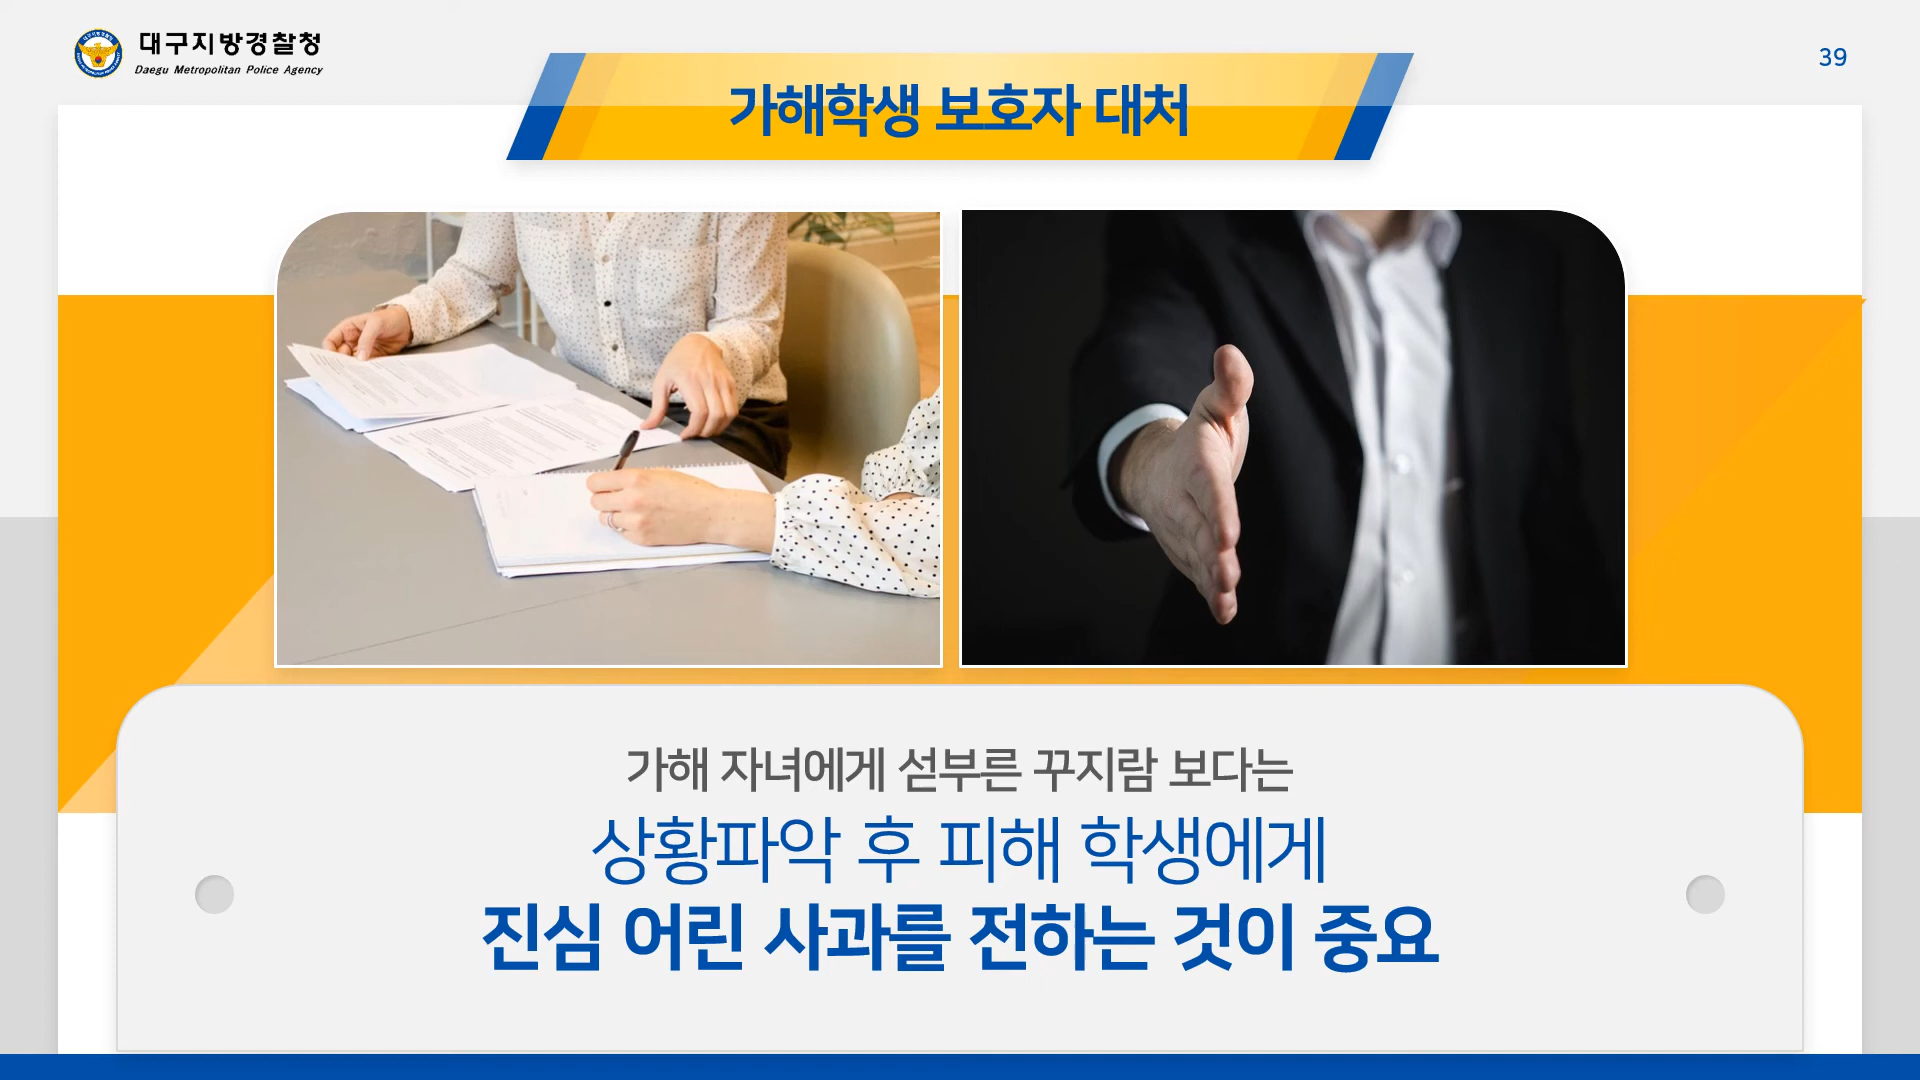 대구지방경찰청
Daegu Metropolitan Police Agency
39
가해학생 보호자 대처
가해 자녀에게 섣부른 꾸지람 보다는
상황파악 후 피해 학생에게
진심 어린 사과를 전하는 것이 중요